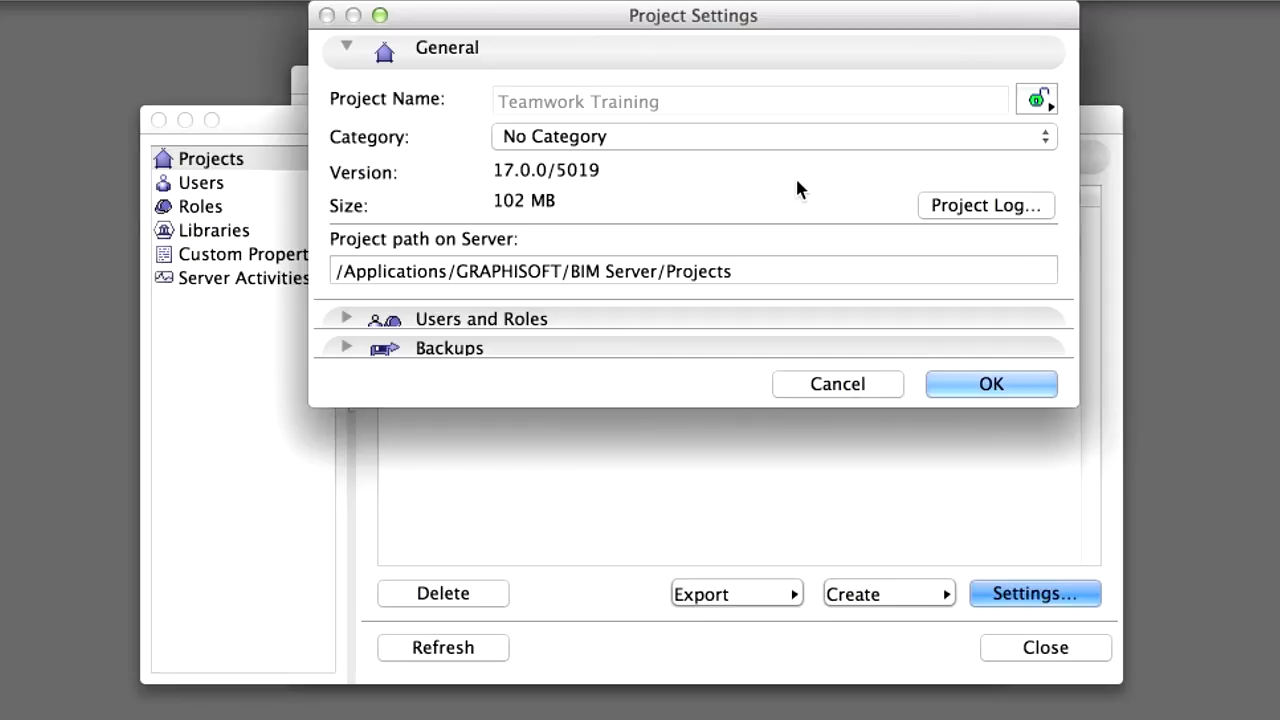 Project Settings
General
Project Name: Teamwork Training
Category: No Category
Version: 17.0.0/5019
Size: 102 MB
Project Log...
Project path on Server:
/Applications/GRAPHISOFT/BIM Server/Projects
Users and Roles
Backups
Cancel OK
Projects
Users
Roles
Libraries
Custom Propert
Server Activities
Delete Export Create Settings...
Refresh Close